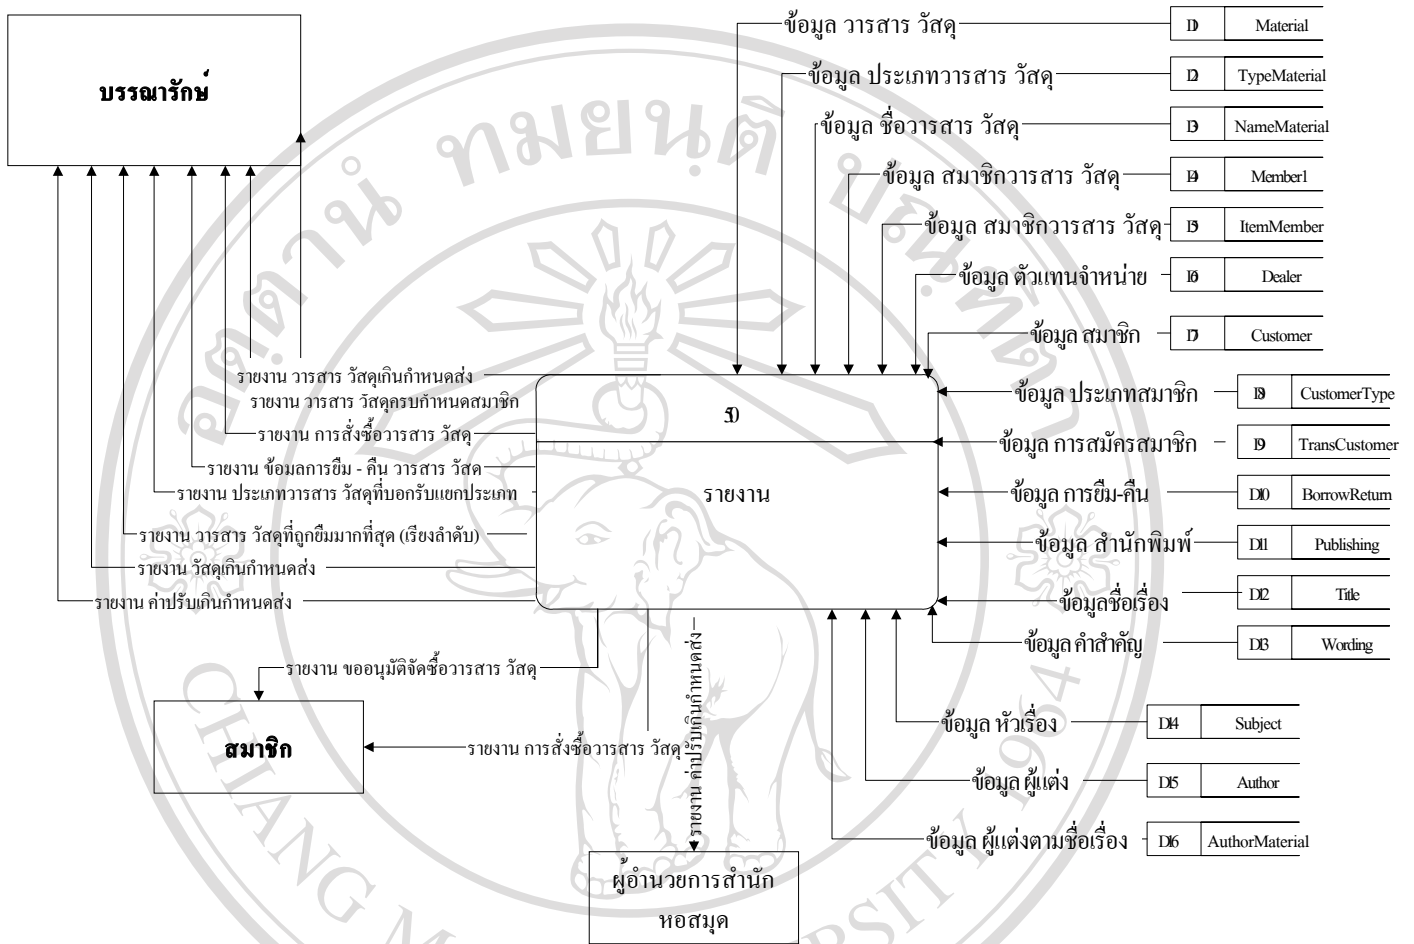 บรรณารักษ์
ข้อมูล วารสาร วัสดุ
D1 Material
ข้อมูล ประเภทวารสาร วัสดุ
D2 TypeMaterial
ข้อมูล ชื่อวารสาร วัสดุ
D3 NameMaterial
ข้อมูล สมาชิกวารสาร วัสดุ
D4 Member1
ข้อมูล สมาชิกวารสาร วัสดุ
D5 ItemMember
ข้อมูล ตัวแทนจำหน่าย
D6 Dealer
ข้อมูล สมาชิก
D7 Customer
ข้อมูล ประเภทสมาชิก
D8 CustomerType
ข้อมูล การสมัครสมาชิก
D9 TransCustomer
ข้อมูล การยืม-คืน
D10 BorrowReturn
ข้อมูล สำนักพิมพ์
D11 Publishing
ข้อมูลชื่อเรื่อง
D12 Title
ข้อมูล คำสำคัญ
D13 Wording
ข้อมูล หัวเรื่อง
D14 Subject
ข้อมูล ผู้แต่ง
D15 Author
ข้อมูล ผู้แต่งตามชื่อเรื่อง
D16 AuthorMaterial
5.0
รายงาน
รายงาน วารสาร วัสดุเกินกำหนดส่ง
รายงาน วารสาร วัสดุครบกำหนดสมาชิก
รายงาน การสั่งซื้อวารสาร วัสดุ
รายงาน ข้อมูลการยืม - คืน วารสาร วัสดุ
รายงาน ประเภทวารสาร วัสดุที่บอกรับแยกประเภท
รายงาน วารสาร วัสดุที่ถูกยืมมากที่สุด (เรียงลำดับ)
รายงาน วัสดุเกินกำหนดส่ง
รายงาน ค่าปรับเกินกำหนดส่ง
รายงาน ขออนุมัติจัดซื้อวารสาร วัสดุ
สมาชิก
รายงาน การสั่งซื้อวารสาร วัสดุ
รายงาน ค่าปรับเกินกำหนดส่ง
ผู้อำนวยการสำนัก
หอสมุด